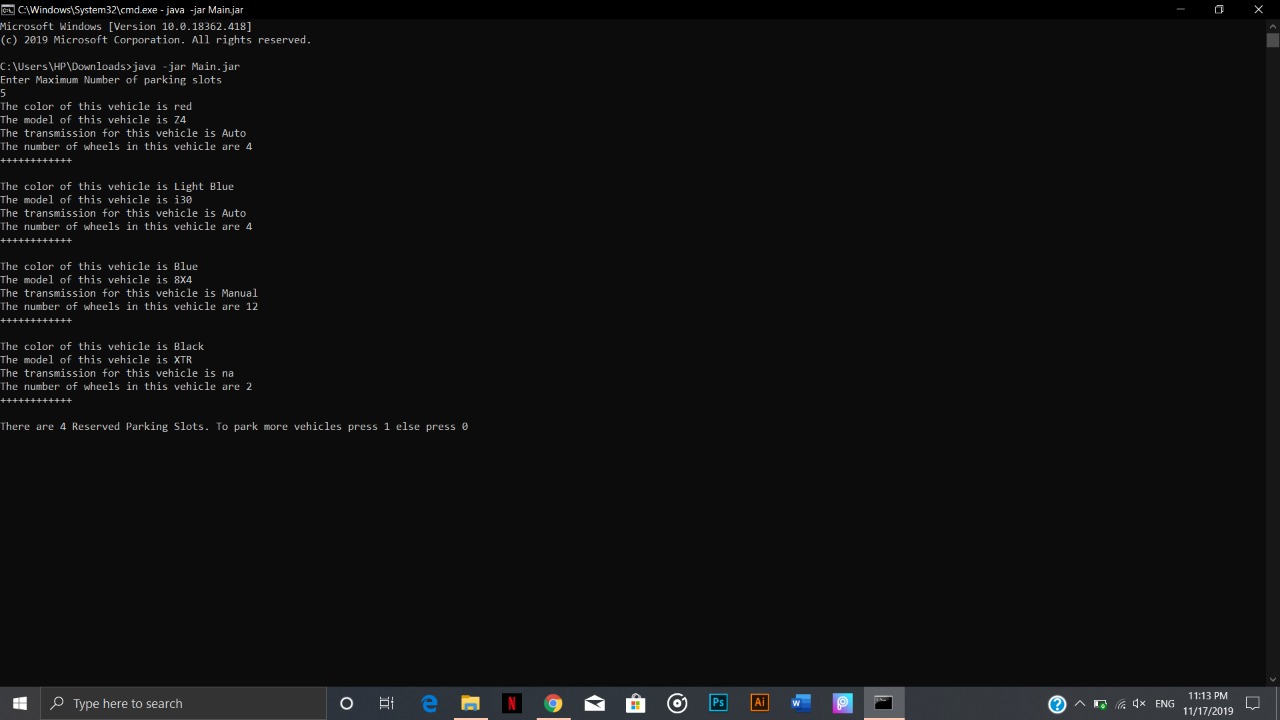 C:\Windows\System32\cmd.exe - java -jar Main.jar
Microsoft Windows [Version 10.0.18362.418]
(c) 2019 Microsoft Corporation. All rights reserved.
C:\Users\HP\Downloads>java -jar Main.jar
Enter Maximum Number of parking slots
5
The color of this vehicle is red
The model of this vehicle is Z4
The transmission for this vehicle is Auto
The number of wheels in this vehicle are 4
++++++++++++
The color of this vehicle is Light Blue
The model of this vehicle is i30
The transmission for this vehicle is Auto
The number of wheels in this vehicle are 4
++++++++++++
The color of this vehicle is Blue
The model of this vehicle is 8X4
The transmission for this vehicle is Manual
The number of wheels in this vehicle are 12
++++++++++++
The color of this vehicle is Black
The model of this vehicle is XTR
The transmission for this vehicle is na
The number of wheels in this vehicle are 2
++++++++++++
There are 4 Reserved Parking Slots. To park more vehicles press 1 else press 0
Type here to search
N
Ps
Ai
W
ENG
11:13 PM
11/17/2019